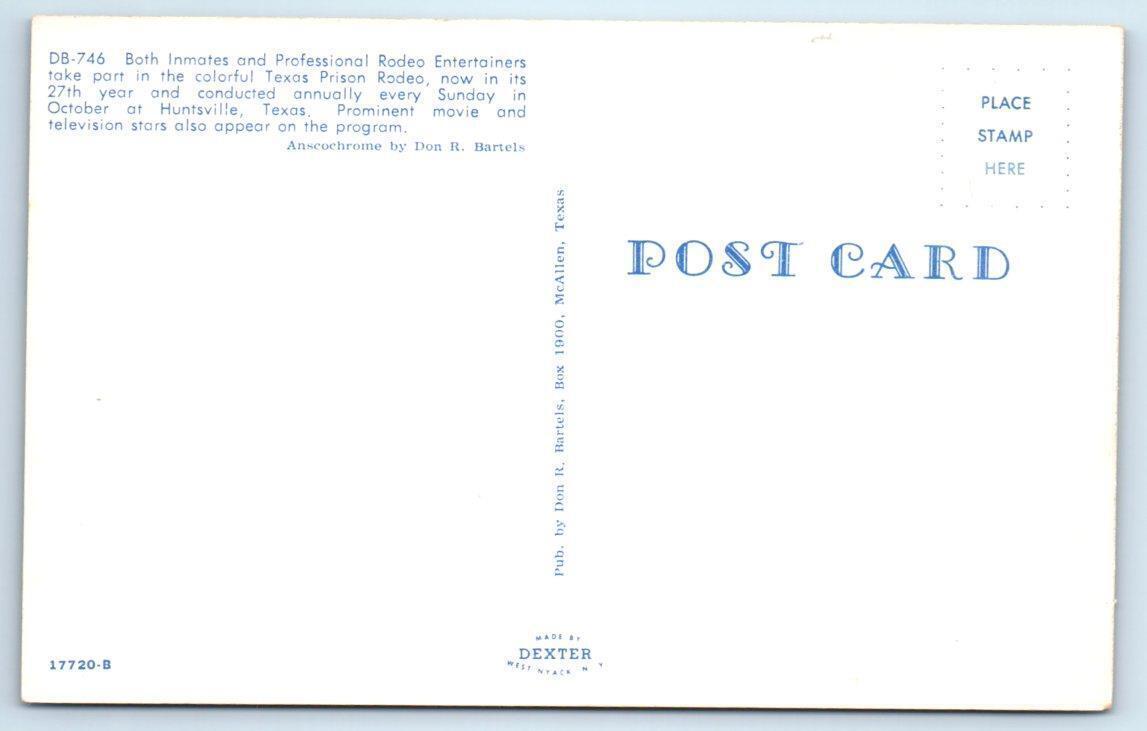 DB-746 Both Inmates and Professional Rodeo Entertainers
take part in the colorful Texas Prison Rodeo, now in its
27th year and conducted annually every Sunday in
October at Huntsville, Texas. Prominent movie and
television stars also appear on the program.
Anscochrome by Don R. Bartels
PLACE
STAMP
HERE
POST CARD
Pub. by Don R. Bartels, Box 1900, McAllen, Texas
17720-B
MADE BY
DEXTER
WEST NYACK N Y